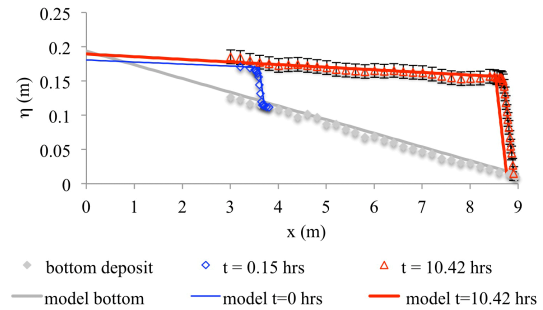 0.25
0.2
0.15
0.1
0.05
0
η (m)
0 1 2 3 4 5 6 7 8 9
x (m)
bottom deposit t = 0.15 hrs t = 10.42 hrs
model bottom model t=0 hrs model t=10.42 hrs